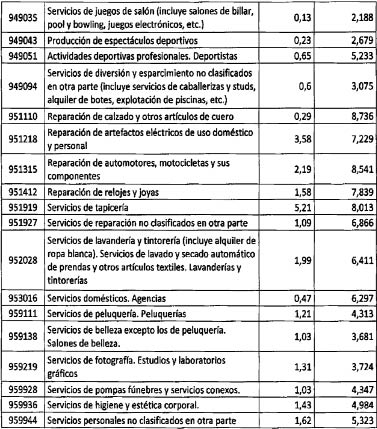 949035 Servicios de juegos de salón (incluye salones de billar, pool y bowling, juegos electrónicos, etc.) 0,13 2,188
949043 Producción de espectáculos deportivos 0,23 2,679
949051 Actividades deportivas profesionales. Deportistas 0,65 5,233
949094 Servicios de diversión y esparcimiento no clasificados en otra parte (incluye servicios de caballerizas y studs, alquiler de botes, explotación de piscinas, etc.) 0,6 3,075
951110 Reparación de calzado y otros artículos de cuero 0,29 8,736
951218 Reparación de artefactos eléctricos de uso doméstico y personal 3,58 7,229
951315 Reparación de automotores, motocicletas y sus componentes 2,19 8,541
951412 Reparación de relojes y joyas 1,58 7,839
951919 Servicios de tapicería 5,21 8,013
951927 Servicios de reparación no clasificados en otra parte 1,09 6,866
952028 Servicios de lavandería y tintorería (incluye alquiler de ropa blanca). Servicios de lavado y secado automático de prendas y otros artículos textiles. Lavanderías y tintorerías 1,99 6,411
953016 Servicios domésticos. Agencias 0,47 6,297
959111 Servicios de peluquería. Peluquerías 1,21 4,313
959138 Servicios de belleza excepto los de peluquería. Salones de belleza. 1,03 3,681
959219 Servicios de fotografía. Estudios y laboratorios gráficos 1,31 3,724
959928 Servicios de pompas fúnebres y servicios conexos. 1,03 4,347
959936 Servicios de higiene y estética corporal. 1,43 4,984
959944 Servicios personales no clasificados en otra parte 1,62 5,323